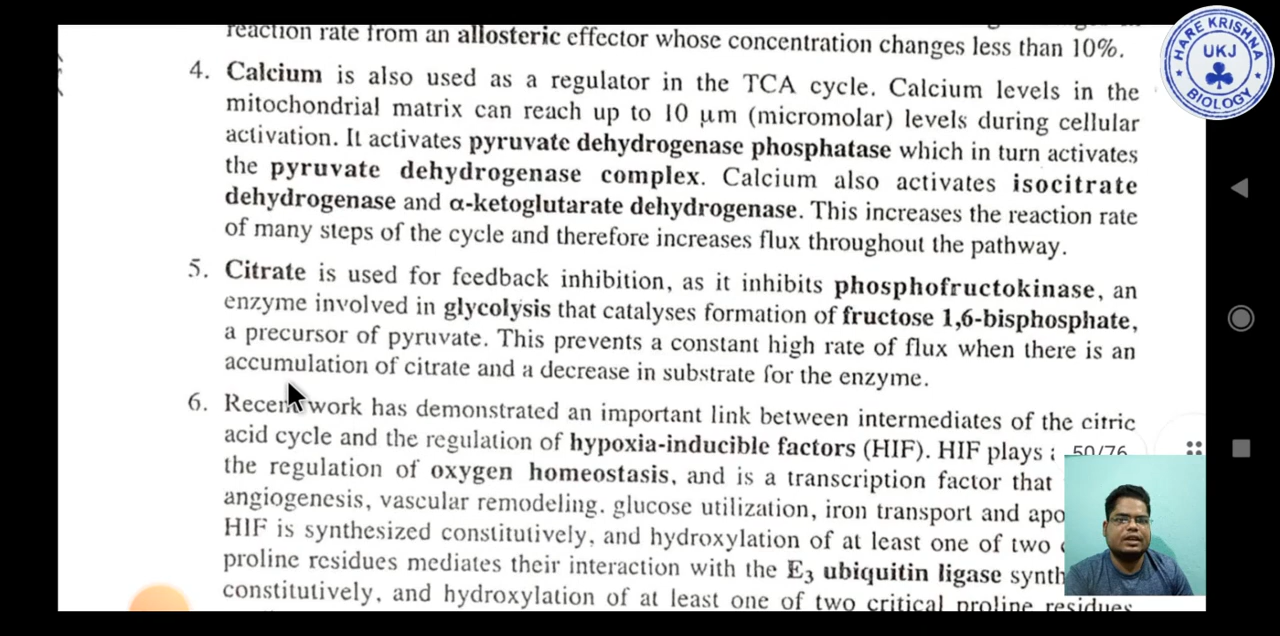 reaction rate from an allosteric effector whose concentration changes less than 10%.
4. Calcium is also used as a regulator in the TCA cycle. Calcium levels in the
mitochondrial matrix can reach up to 10 μm (micromolar) levels during cellular
activation. It activates pyruvate dehydrogenase phosphatase which in turn activates
the pyruvate dehydrogenase complex. Calcium also activates isocitrate
dehydrogenase and α-ketoglutarate dehydrogenase. This increases the reaction rate
of many steps of the cycle and therefore increases flux throughout the pathway.
5. Citrate is used for feedback inhibition, as it inhibits phosphofructokinase, an
enzyme involved in glycolysis that catalyses formation of fructose 1,6-bisphosphate,
a precursor of pyruvate. This prevents a constant high rate of flux when there is an
accumulation of citrate and a decrease in substrate for the enzyme.
6. Recent work has demonstrated an important link between intermediates of the citric
acid cycle and the regulation of hypoxia-inducible factors (HIF). HIF plays
the regulation of oxygen homeostasis, and is a transcription factor that
angiogenesis, vascular remodeling, glucose utilization, iron transport and apo
HIF is synthesized constitutively, and hydroxylation of at least one of two
proline residues mediates their interaction with the E3 ubiquitin ligase synth
constitutively, and hydroxylation of at least one of two critical proline residues
50/76
HARE KRISHNA
UKJ
BIOLOGY